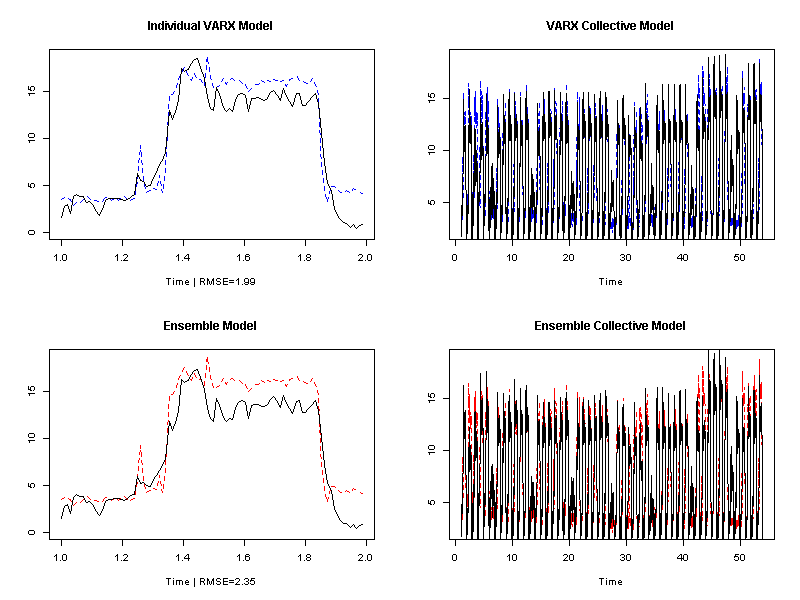 Individual VARX Model
15
10
5
0
1.0 1.2 1.4 1.6 1.8 2.0
Time | RMSE=1.99
VARX Collective Model
15
10
5
0 10 20 30 40 50
Time
Ensemble Model
15
10
5
0
1.0 1.2 1.4 1.6 1.8 2.0
Time | RMSE=2.35
Ensemble Collective Model
15
10
5
0 10 20 30 40 50
Time